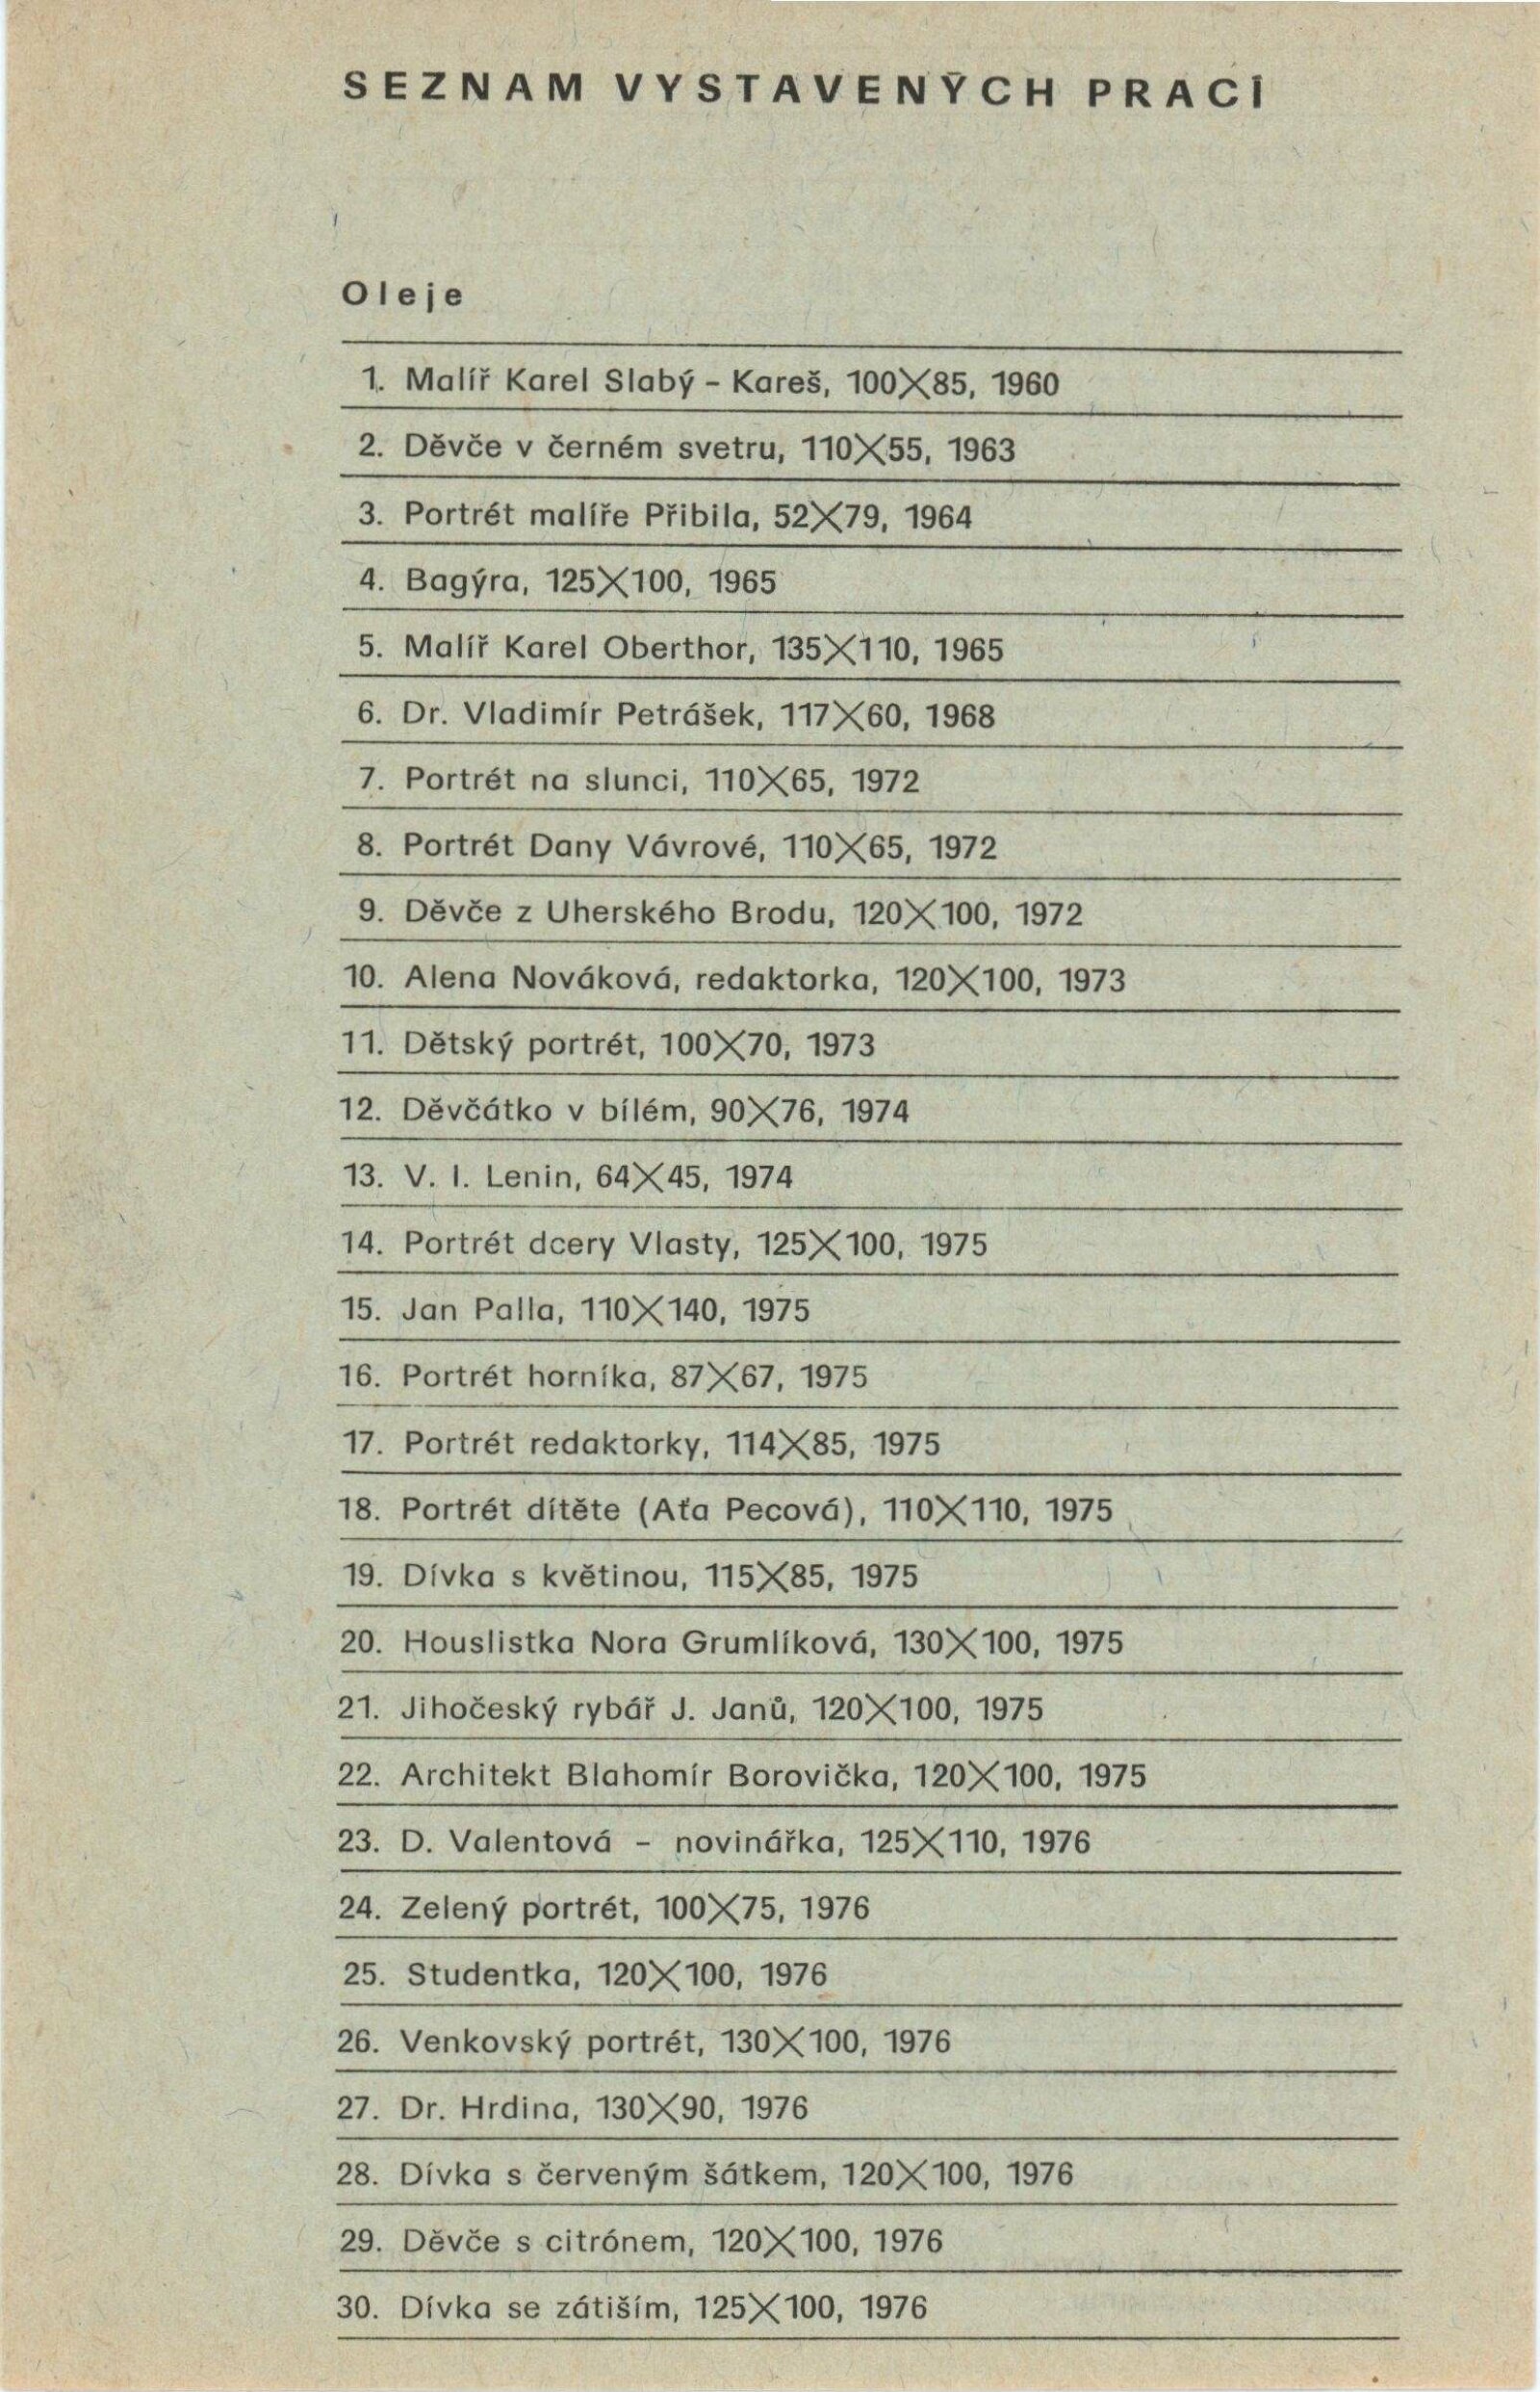 SEZNAM VYSTAVENÝCH PRACÍ
Oleje
1. Malíř Karel Slabý – Kareš, 100×85, 1960
2. Děvče v černém svetru, 110×55, 1963
3. Portrét malíře Přibila, 52×79, 1964
4. Bagýra, 125×100, 1965
5. Malíř Karel Oberthor, 135×110, 1965
6. Dr. Vladimír Petrášek, 117×60, 1968
7. Portrét na slunci, 110×65, 1972
8. Portrét Dany Vávrové, 110×65, 1972
9. Děvče z Uherského Brodu, 120×100, 1972
10. Alena Nováková, redaktorka, 120×100, 1973
11. Dětský portrét, 100×70, 1973
12. Děvčátko v bílém, 90×76, 1974
13. V. I. Lenin, 64×45, 1974
14. Portrét dcery Vlasty, 125×100, 1975
15. Jan Palla, 110×140, 1975
16. Portrét horníka, 87×67, 1975
17. Portrét redaktorky, 114×85, 1975
18. Portrét dítěte (Aťa Pecová), 110×110, 1975
19. Dívka s květinou, 115×85, 1975
20. Houslistka Nora Grumlíková, 130×100, 1975
21. Jihočeský rybář J. Janů, 120×100, 1975
22. Architekt Blahomír Borovička, 120×100, 1975
23. D. Valentová – novinářka, 125×110, 1976
24. Zelený portrét, 100×75, 1976
25. Studentka, 120×100, 1976
26. Venkovský portrét, 130×100, 1976
27. Dr. Hrdina, 130×90, 1976
28. Dívka s červeným šátkem, 120×100, 1976
29. Děvče s citrónem, 120×100, 1976
30. Dívka se zátiším, 125×100, 1976